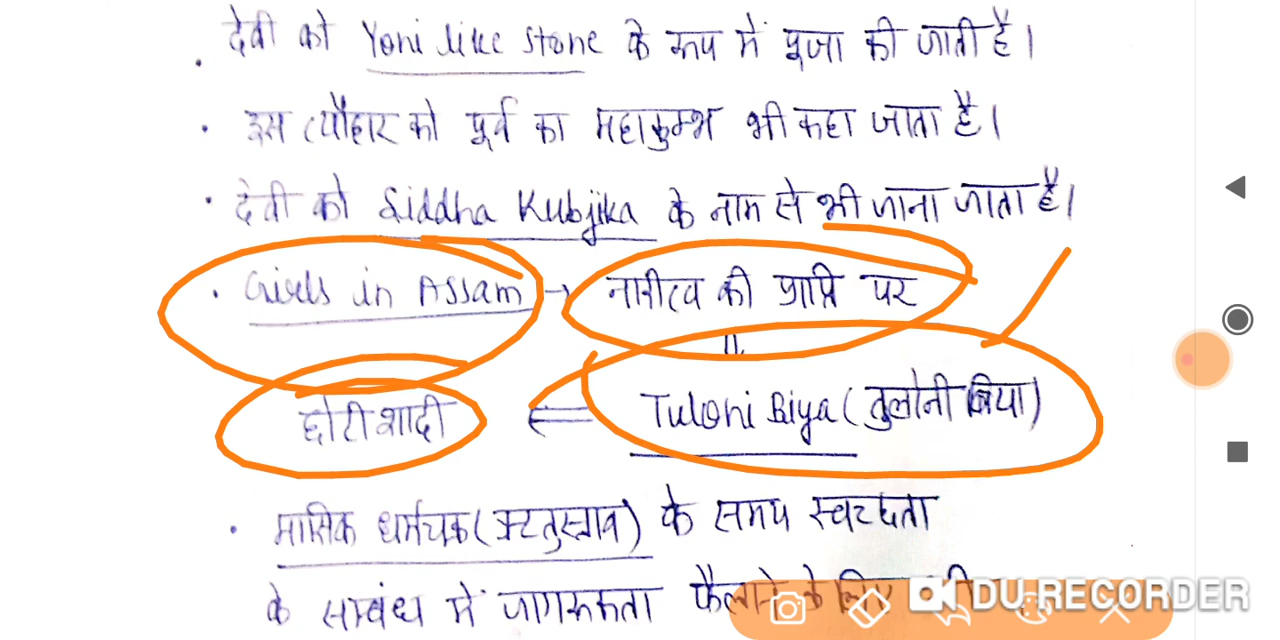 • देवी को Yoni like stone के रूप में पूजा की जाती है।
• इस त्यौहार को पूर्व का महाकुम्भ भी कहा जाता है।
• देवी को Siddha Kubjika के नाम से भी जाना जाता है।
• Girls in Assam → नारीत्व की प्राप्ति पर
छोटी शादी ⇐ Tuloni Biya (तुलोनी बिया)
• मासिक धर्मचक्र (ऋतुस्त्राव) के समय स्वच्छता
के सम्बंध में जागरूकता फैलाने के लिए
DU RECORDER